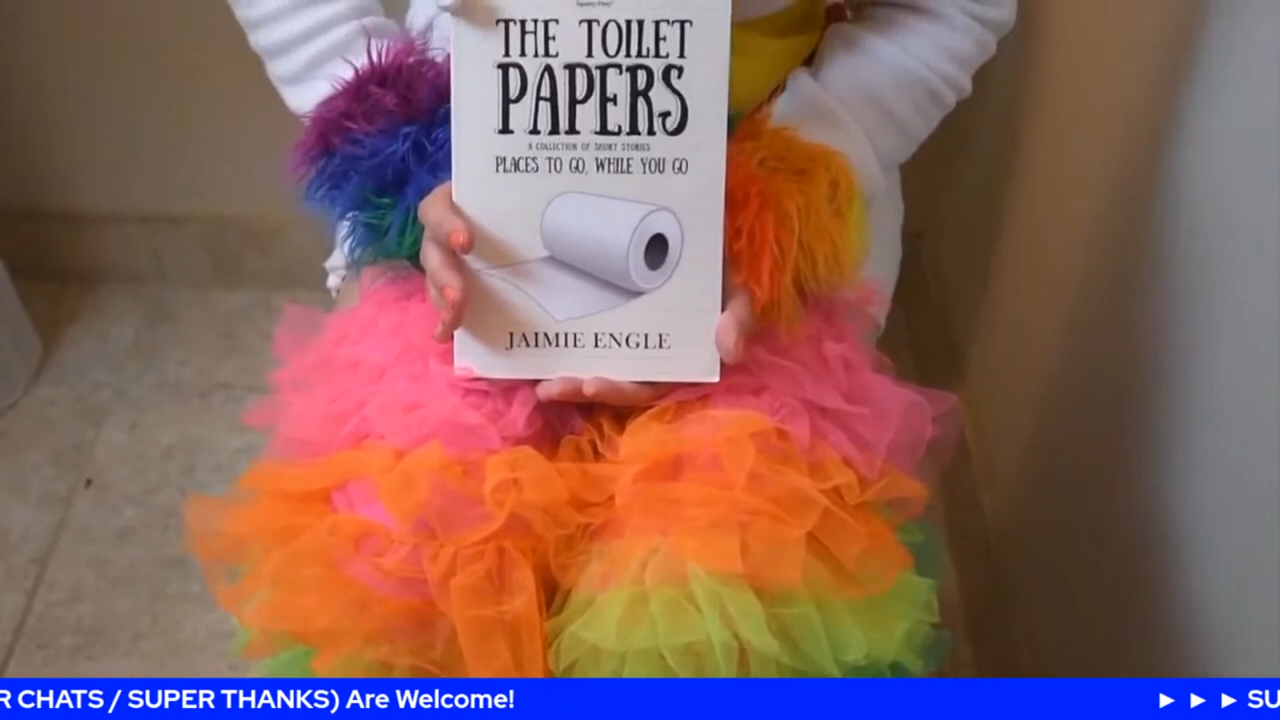 THE TOILET
PAPERS
A COLLECTION OF SHORT STORIES
PLACES TO GO, WHILE YOU GO
JAIMIE ENGLE
R CHATS / SUPER THANKS) Are Welcome!
► ► ► SU